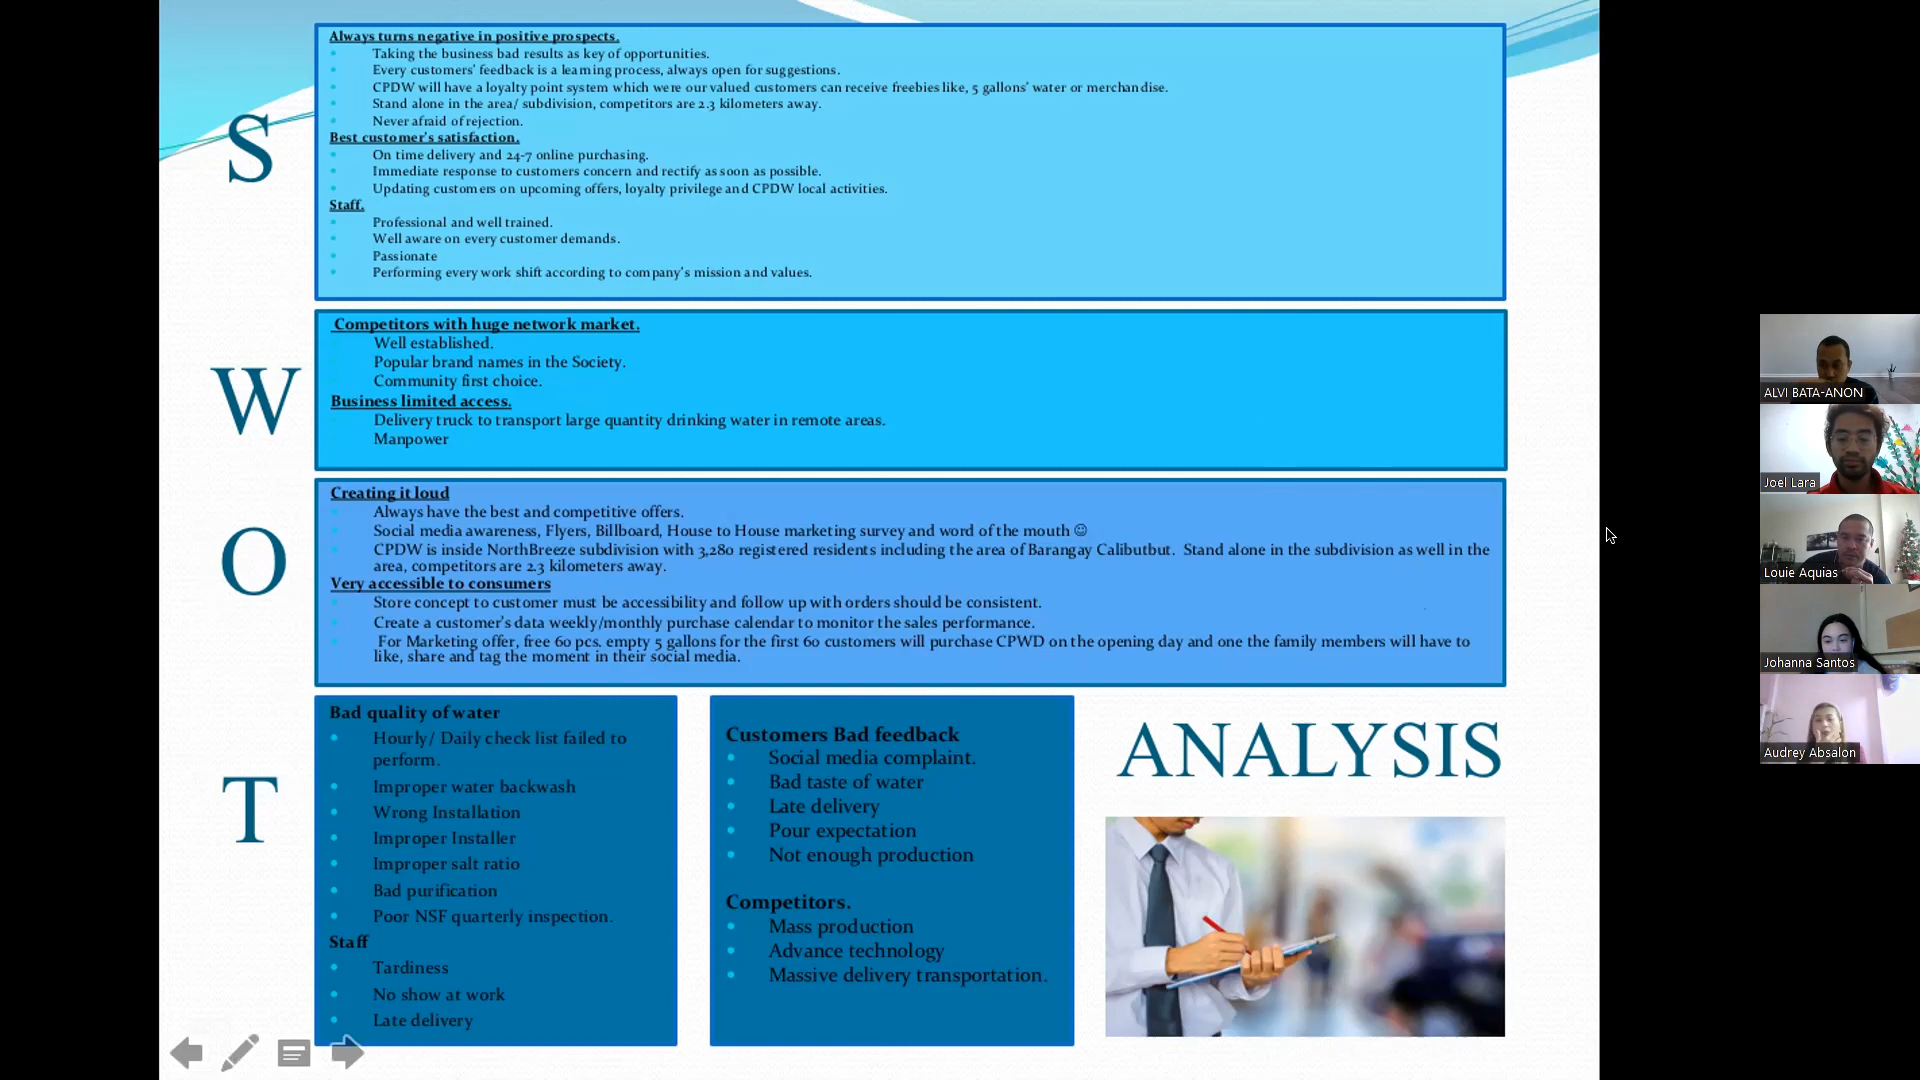 S
Always turns negative in positive prospects.
Taking the business bad results as key of opportunities.
Every customers' feedback is a learning process, always open for suggestions.
CPDW will have a loyalty point system which were our valued customers can receive freebies like, 5 gallons' water or merchandise.
Stand alone in the area/ subdivision, competitors are 2.3 kilometers away.
Never afraid of rejection.
Best customer's satisfaction.
On time delivery and 24-7 online purchasing.
Immediate response to customers concern and rectify as soon as possible.
Updating customers on upcoming offers, loyalty privilege and CPDW local activities.
Staff.
Professional and well trained.
Well aware on every customer demands.
Passionate
Performing every work shift according to company's mission and values.
W
Competitors with huge network market.
Well established.
Popular brand names in the Society.
Community first choice.
Business limited access.
Delivery truck to transport large quantity drinking water in remote areas.
Manpower
O
Creating it loud
Always have the best and competitive offers.
Social media awareness, Flyers, Billboard, House to House marketing survey and word of the mouth ☺
CPDW is inside NorthBreeze subdivision with 3,280 registered residents including the area of Barangay Calibutbut. Stand alone in the subdivision as well in the
area, competitors are 2.3 kilometers away.
Very accessible to consumers
Store concept to customer must be accessibility and follow up with orders should be consistent.
Create a customer's data weekly/monthly purchase calendar to monitor the sales performance.
For Marketing offer, free 60 pcs. empty 5 gallons for the first 60 customers will purchase CPWD on the opening day and one the family members will have to
like, share and tag the moment in their social media.
T
Bad quality of water
Hourly/ Daily check list failed to
perform.
Improper water backwash
Wrong Installation
Improper Installer
Improper salt ratio
Bad purification
Poor NSF quarterly inspection.
Staff
Tardiness
No show at work
Late delivery
Customers Bad feedback
Social media complaint.
Bad taste of water
Late delivery
Pour expectation
Not enough production
Competitors.
Mass production
Advance technology
Massive delivery transportation.
ANALYSIS
ALVI BATA-ANON
Joel Lara
Louie Aquias
Johanna Santos
Audrey Absalon